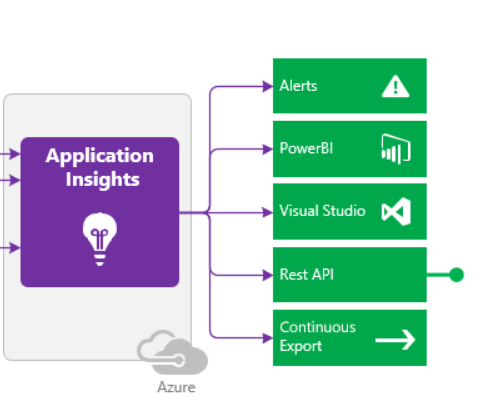 Application
Insights
Azure
Alerts
PowerBI
Visual Studio
Rest API
Continuous
Export